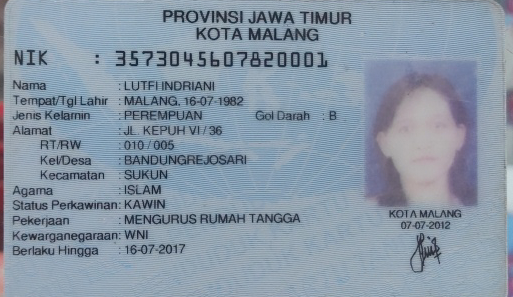 PROVINSI JAWA TIMUR
KOTA MALANG
NIK : 3573045607820001
Nama : LUTFI INDRIANI
Tempat/Tgl Lahir : MALANG, 16-07-1982
Jenis Kelamin : PEREMPUAN Gol Darah : B
Alamat : JL. KEPUH VI / 36
RT/RW : 010 / 005
Kel/Desa : BANDUNGREJOSARI
Kecamatan : SUKUN
Agama : ISLAM
Status Perkawinan: KAWIN
Pekerjaan : MENGURUS RUMAH TANGGA
Kewarganegaraan: WNI
Berlaku Hingga : 16-07-2017
KOTA MALANG
07-07-2012